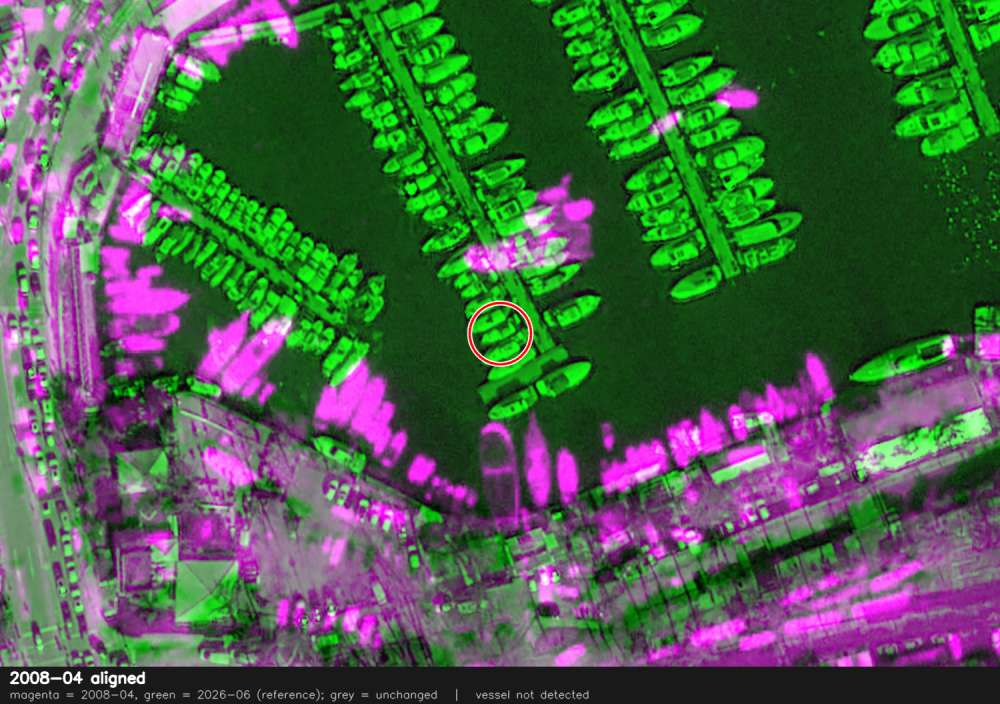 2008-04 aligned
magenta = 2008-04, green = 2026-06 (reference); grey = unchanged | vessel not detected